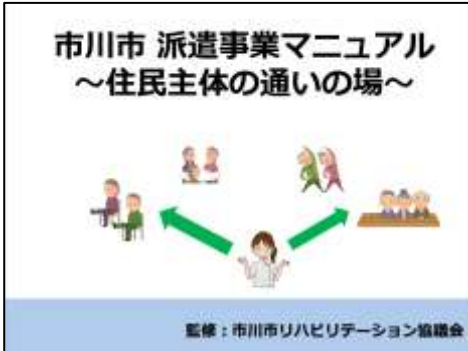 市川市 派遣事業マニュアル
～住民主体の通いの場～
監修：市川市リハビリテーション協議会